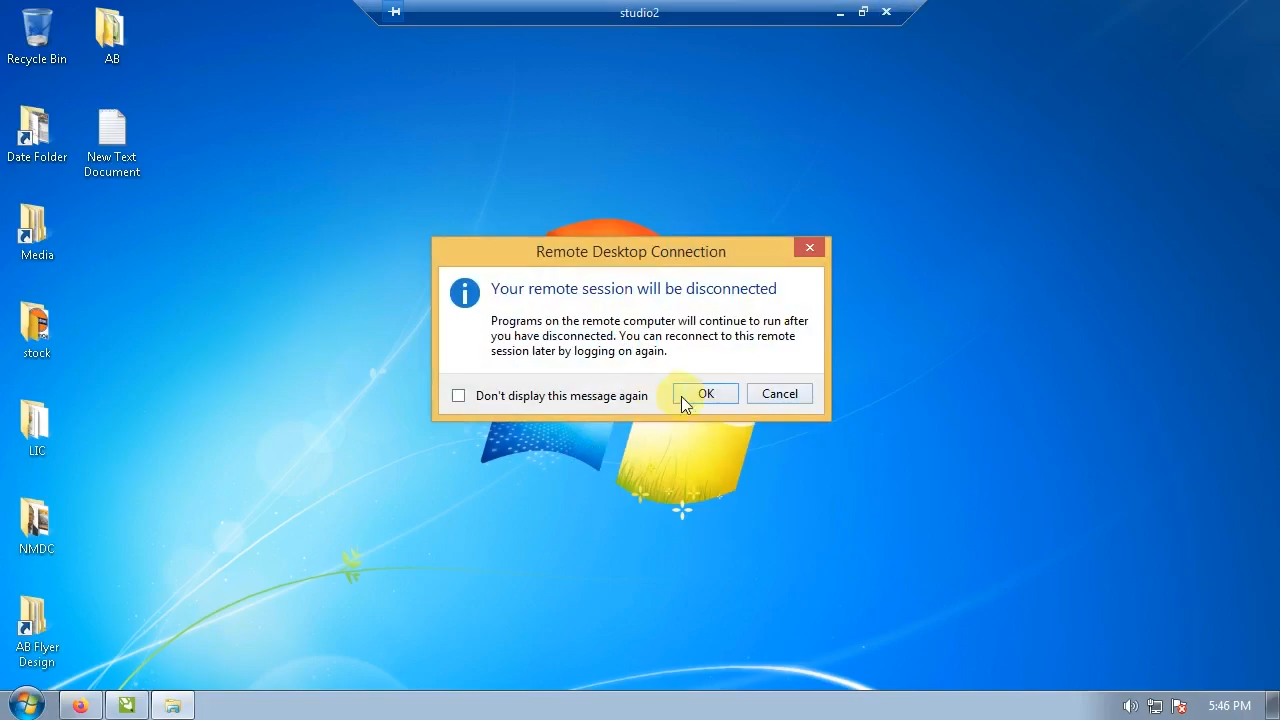 studio2
Recycle Bin
AB
Date Folder
New Text
Document
Media
stock
LIC
NMDC
AB Flyer
Design
Remote Desktop Connection
Your remote session will be disconnected
Programs on the remote computer will continue to run after
you have disconnected. You can reconnect to this remote
session later by logging on again.
Don't display this message again
OK
Cancel
5:46 PM